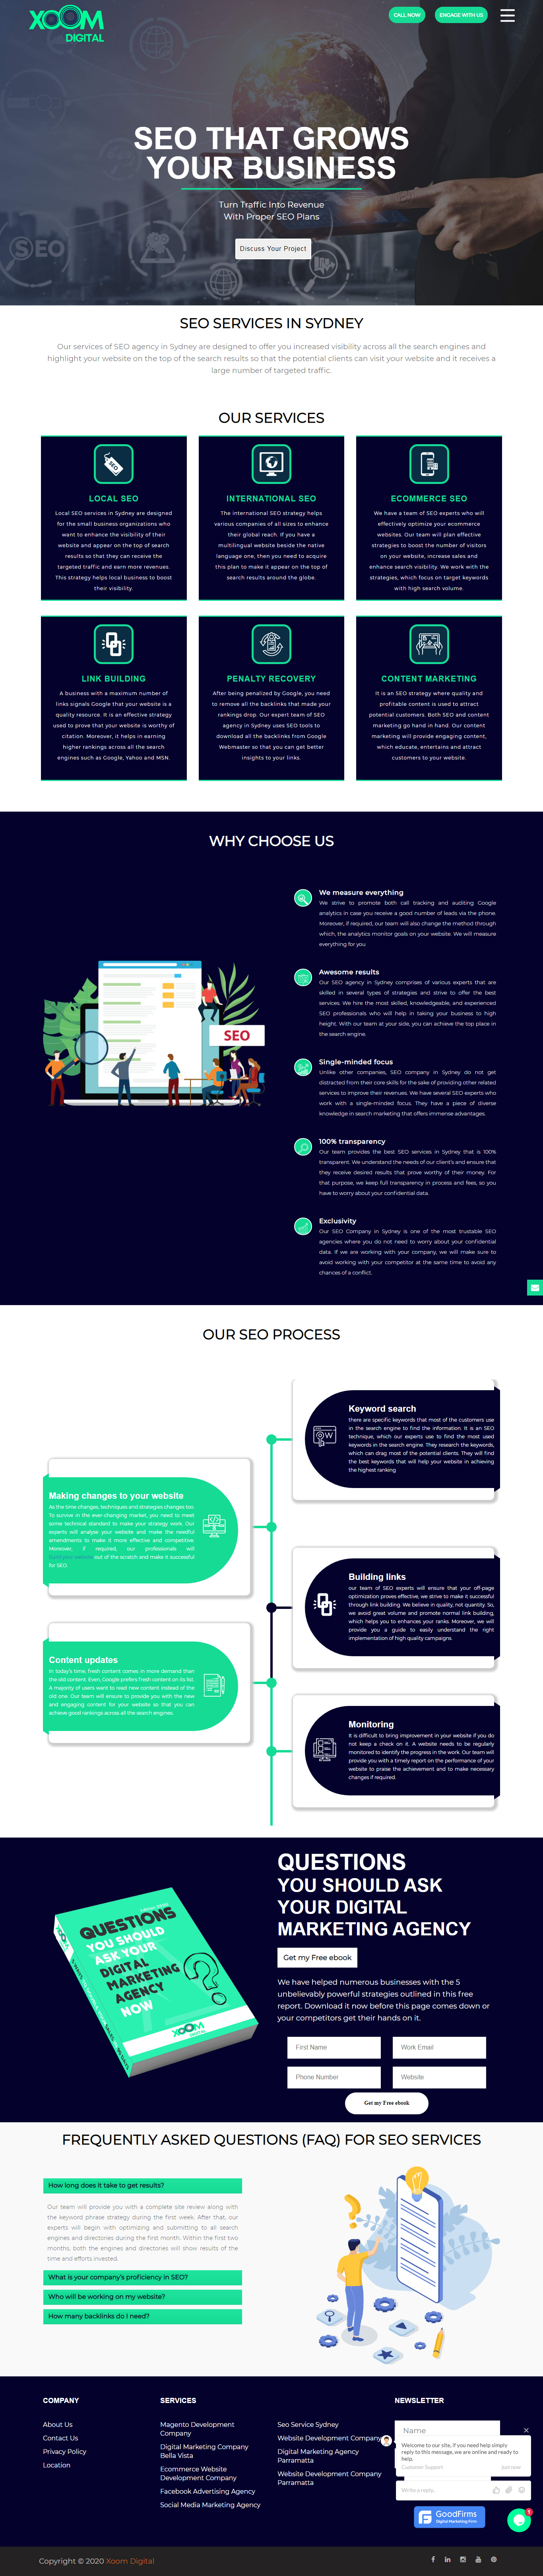 XOOM
DIGITAL
CALL NOW
ENGAGE WITH US
SEO THAT GROWS
YOUR BUSINESS
Turn Traffic Into Revenue
With Proper SEO Plans
SEO
Discuss Your Project
SEO SERVICES IN SYDNEY
Our services of SEO agency in Sydney are designed to offer you increased visibility across all the search engines and
highlight your website on the top of the search results so that the potential clients can visit your website and it receives a
large number of targeted traffic.
OUR SERVICES
SEO
LOCAL SEO
Local SEO services in Sydney are designed
for the small business organizations who
want to enhance the visibility of their
website and appear on the top of search
results so that they can receive the
targeted traffic and earn more revenues.
This strategy helps local business to boost
their visibility.
INTERNATIONAL SEO
The international SEO strategy helps
various companies of all sizes to enhance
their global reach. If you have a
multilingual website beside the native
language one, then you need to acquire
this plan to make it appear on the top of
search results around the globe.
ECOMMERCE SEO
We have a team of SEO experts who will
effectively optimize your ecommerce
websites. Our team will plan effective
strategies to boost the number of visitors
on your website, increase sales and
enhance search visibility. We work with the
strategies, which focus on target keywords
with high search volume.
LINK BUILDING
A business with a maximum number of
links signals Google that your website is a
quality resource. It is an effective strategy
used to prove that your website is worthy of
citation. Moreover, it helps in earning
higher rankings across all the search
engines such as Google, Yahoo and MSN.
PENALTY RECOVERY
After being penalized by Google, you need
to remove all the backlinks that made your
rankings drop. Our expert team of SEO
agency in Sydney uses SEO tools to
download all the backlinks from Google
Webmaster so that you can get better
insights to your links.
CONTENT MARKETING
It is an SEO strategy where quality and
profitable content is used to attract
potential customers. Both SEO and content
marketing go hand in hand. Our content
marketing will provide engaging content,
which educate, entertains and attract
customers to your website.
WHY CHOOSE US
SEO
We measure everything
We strive to promote both call tracking and auditing Google
analytics in case you receive a good number of leads via the phone.
Moreover, if required, our team will also change the method through
which, the analytics monitor goals on your website. We will measure
everything for you
Awesome results
Our SEO agency in Sydney comprises of various experts that are
skilled in several types of strategies and strive to offer the best
services. We hire the most skilled, knowledgeable, and experienced
SEO professionals who will help in taking your business to high
height. With our team at your side, you can achieve the top place in
the search engine.
Single-minded focus
Unlike other companies, SEO company in Sydney do not get
distracted from their core skills for the sake of providing other related
services to improve their revenues. We have several SEO experts who
work with a single-minded focus. They have a piece of diverse
knowledge in search marketing that offers immense advantages.
100% transparency
Our team provides the best SEO services in Sydney that is 100%
transparent. We understand the needs of our client's and ensure that
they receive desired results that prove worthy of their money. For
that purpose, we keep full transparency in process and fees, so you
have to worry about your confidential data.
Exclusivity
Our SEO Company in Sydney is one of the most trustable SEO
agencies where you do not need to worry about your confidential
data. If we are working with your company, we will make sure to
avoid working with your competitor at the same time to avoid any
chances of a conflict.
OUR SEO PROCESS
Keyword search
there are specific keywords that most of the customers use
in the search engine to find the information. It is an SEO
technique, which our experts use to find the most used
keywords in the search engine. They research the keywords,
which can drag most of the potential clients. They will find
the best keywords that will help your website in achieving
the highest ranking
Making changes to your website
As the time changes, techniques and strategies changes too.
To survive in the ever-changing market, you need to meet
some technical standard to make your strategy work. Our
experts will analyse your website and make the needful
amendments to make it more effective and competitive.
Moreover, if required, our professionals will
build your website out of the scratch and make it successful
for SEO.
Building links
our team of SEO experts will ensure that your off-page
optimization proves effective, we strive to make it successful
through link building. We believe in quality, not quantity. So,
we avoid great volume and promote normal link building,
which helps you to enhances your ranks. Moreover, we will
provide you a guide to easily understand the right
implementation of high quality campaigns.
Content updates
In today's time, fresh content comes in more demand than
the old content. Even, Google prefers fresh content on its list.
A majority of users want to read new content instead of the
old one. Our team will ensure to provide you with the new
and engaging content for your website so that you can
achieve good rankings across all the search engines.
Monitoring
It is difficult to bring improvement in your website if you do
not keep a check on it. A website needs to be regularly
monitored to identify the progress in the work. Our team will
provide you with a timely report on the performance of your
website to praise the achievement and to make necessary
changes if required.
QUESTIONS
YOU SHOULD
ASK YOUR
DIGITAL
MARKETING
AGENCY
NOW
XOOM
DIGITAL
QUESTIONS
YOU SHOULD ASK
YOUR DIGITAL
MARKETING AGENCY
Get my Free ebook
We have helped numerous businesses with the 5
unbelievably powerful strategies outlined in this free
report. Download it now before this page comes down or
your competitors get their hands on it.
First Name
Work Email
Phone Number
Website
Get my Free ebook
FREQUENTLY ASKED QUESTIONS (FAQ) FOR SEO SERVICES
How long does it take to get results?
Our team will provide you with a complete site review along with
the keyword phrase strategy during the first week. After that, our
experts will begin with optimizing and submitting to all search
engines and directories during the first month. Within the first two
months, both the engines and directories will show results of the
time and efforts invested.
What is your company's proficiency in SEO?
Who will be working on my website?
How many backlinks do I need?
COMPANY
About Us
Contact Us
Privacy Policy
Location
SERVICES
Magento Development
Company
Digital Marketing Company
Bella Vista
Ecommerce Website
Development Company
Facebook Advertising Agency
Social Media Marketing Agency
Seo Service Sydney
Website Development Company
Digital Marketing Agency
Parramatta
Website Development Company
Parramatta
NEWSLETTER
Name
Welcome to our site, if you need help simply
reply to this message, we are online and ready to
help.
Customer Support
Just now
Write a reply..
GoodFirms
Digital Marketing Firm
1
Copyright © 2020 Xoom Digital